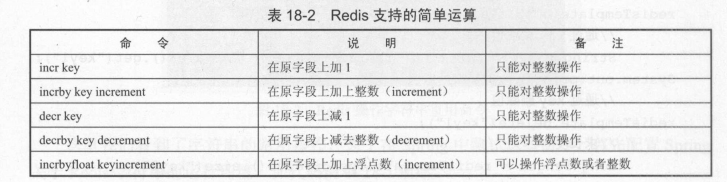 表 18-2 Redis 支持的简单运算
命 令 说 明 备 注
incr key 在原字段上加 1 只能对整数操作
incrby key increment 在原字段上加上整数（increment） 只能对整数操作
decr key 在原字段上减 1 只能对整数操作
decrby key decrement 在原字段上减去整数（decrement） 只能对整数操作
incrbyfloat keyincrement 在原字段上加上浮点数（increment） 可以操作浮点数或者整数